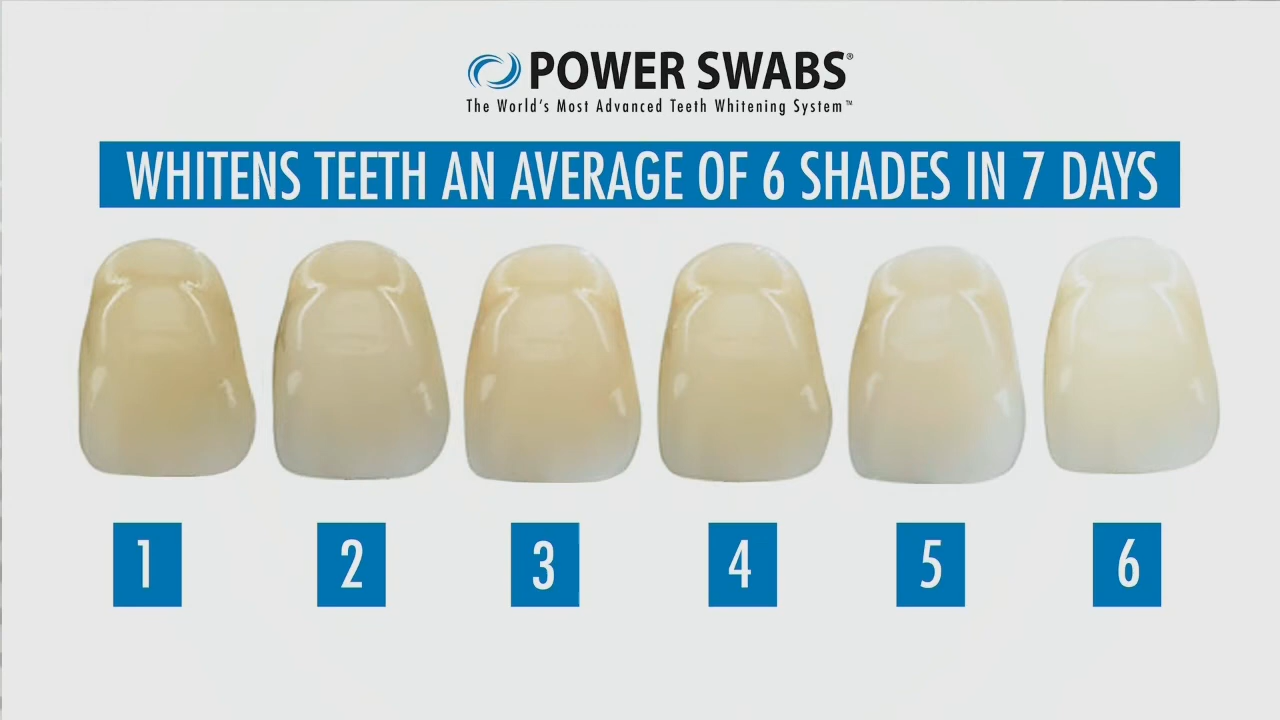 POWER SWABS®
The World's Most Advanced Teeth Whitening System™
WHITENS TEETH AN AVERAGE OF 6 SHADES IN 7 DAYS
1 2 3 4 5 6